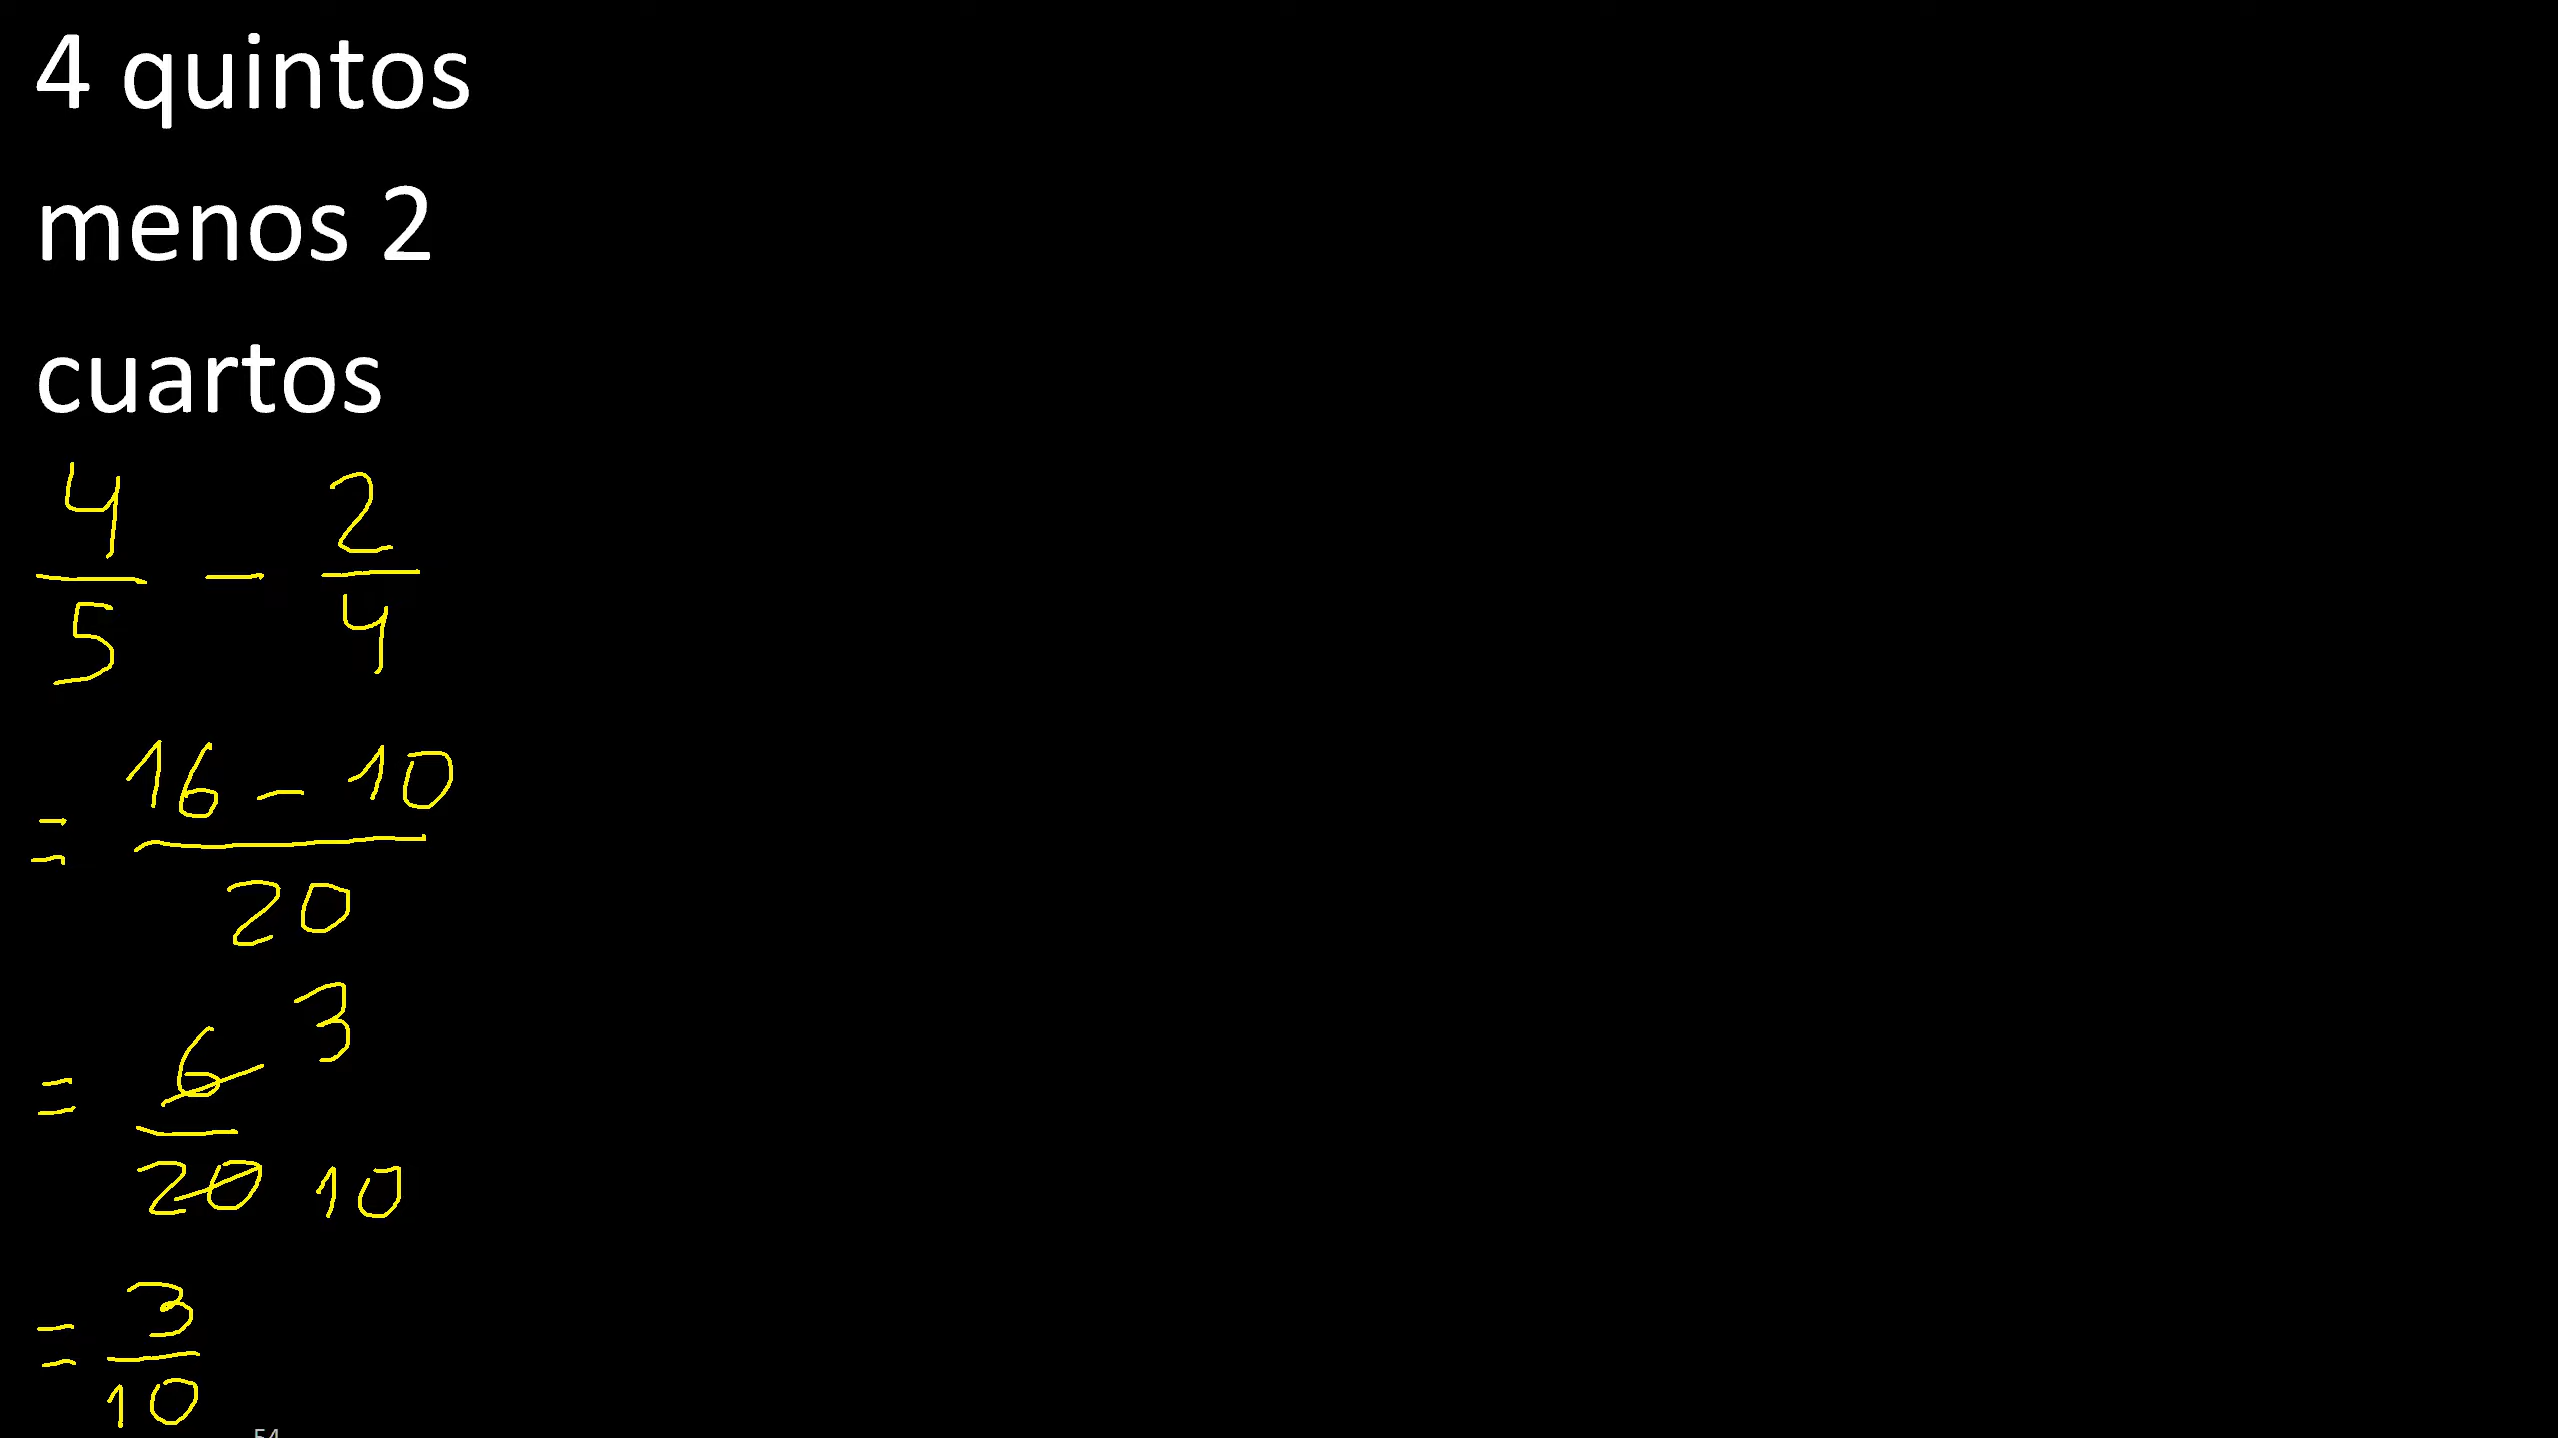 4 quintos
menos 2
cuartos
4/5 - 2/4
= 16 - 10 / 20
= 6/20 3 10
= 3/10